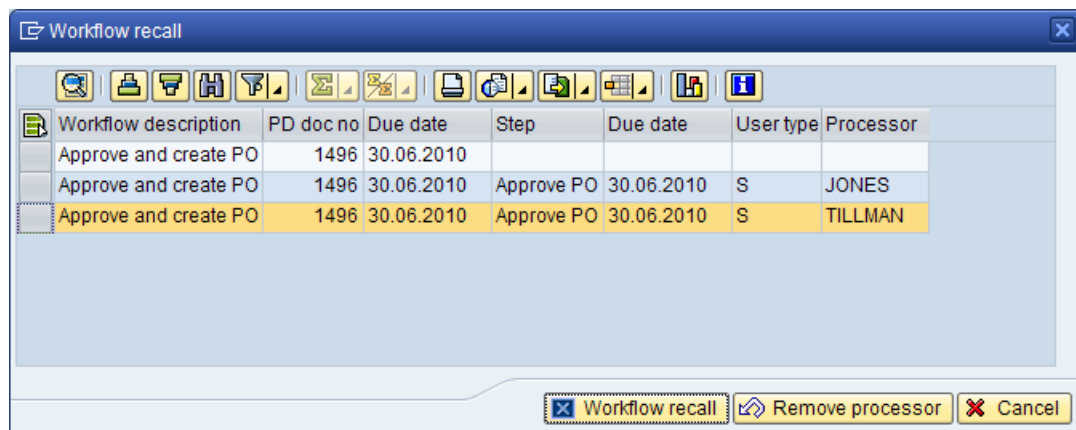 Workflow recall
Workflow description PD doc no Due date Step Due date User type Processor
Approve and create PO 1496 30.06.2010
Approve and create PO 1496 30.06.2010 Approve PO 30.06.2010 S JONES
Approve and create PO 1496 30.06.2010 Approve PO 30.06.2010 S TILLMAN
Workflow recall Remove processor Cancel